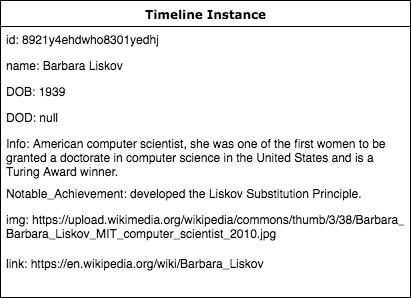 Timeline Instance
id: 8921y4ehdwho8301yedhj
name: Barbara Liskov
DOB: 1939
DOD: null
Info: American computer scientist, she was one of the first women to be
granted a doctorate in computer science in the United States and is a
Turing Award winner.
Notable_Achievement: developed the Liskov Substitution Principle.
img: https://upload.wikimedia.org/wikipedia/commons/thumb/3/38/Barbara_
Barbara_Liskov_MIT_computer_scientist_2010.jpg
link: https://en.wikipedia.org/wiki/Barbara_Liskov